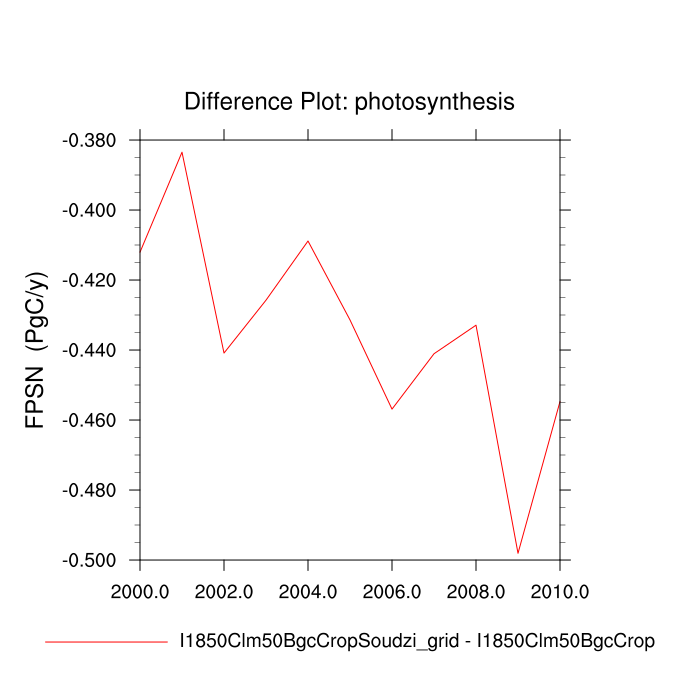 Difference Plot: photosynthesis
-0.380
-0.400
-0.420
-0.440
-0.460
-0.480
-0.500
FPSN (PgC/y)
2000.0 2002.0 2004.0 2006.0 2008.0 2010.0
I1850Clm50BgcCropSoudzi_grid - I1850Clm50BgcCrop